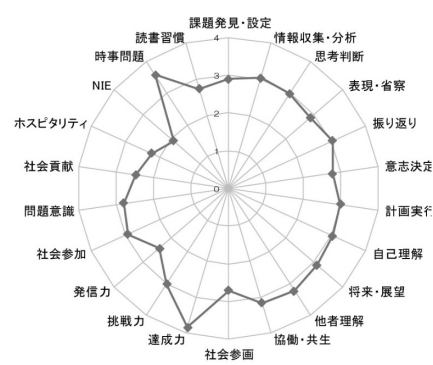 課題発見・設定
情報収集・分析
思考判断
表現・省察
振り返り
意志決定
計画実行
自己理解
将来・展望
他者理解
協働・共生
社会参画
達成力
挑戦力
発信力
社会参加
問題意識
社会貢献
ホスピタリティ
NIE
時事問題
読書習慣
4
3
2
1
0